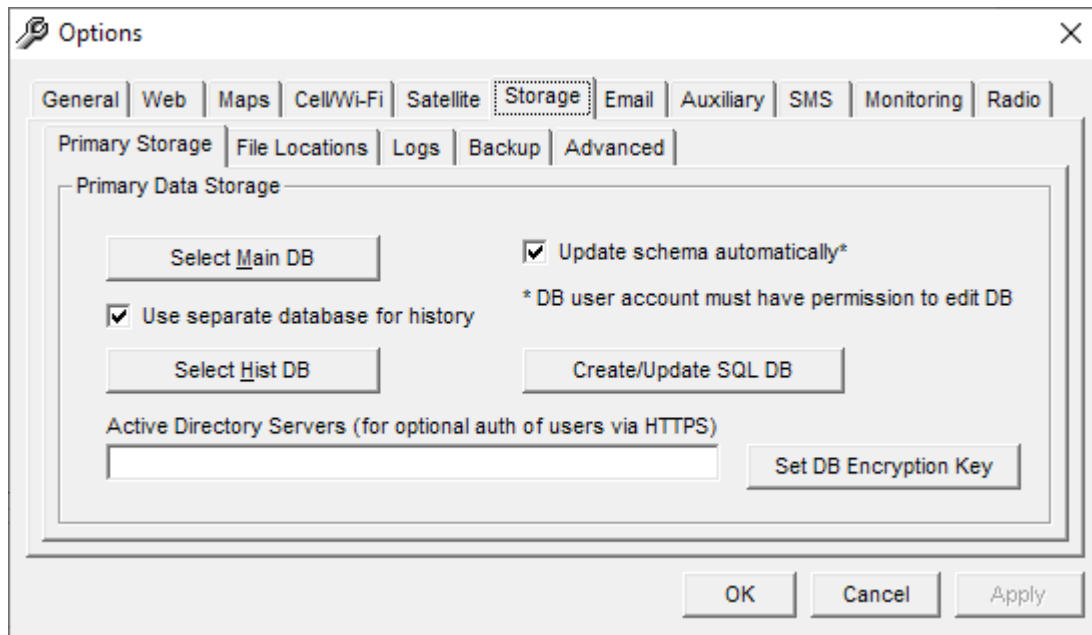 Options
General Web Maps Cell/Wi-Fi Satellite Storage Email Auxiliary SMS Monitoring Radio
Primary Storage File Locations Logs Backup Advanced
Primary Data Storage
Select Main DB
Update schema automatically*
* DB user account must have permission to edit DB
Use separate database for history
Select Hist DB
Create/Update SQL DB
Active Directory Servers (for optional auth of users via HTTPS)
Set DB Encryption Key
OK Cancel Apply